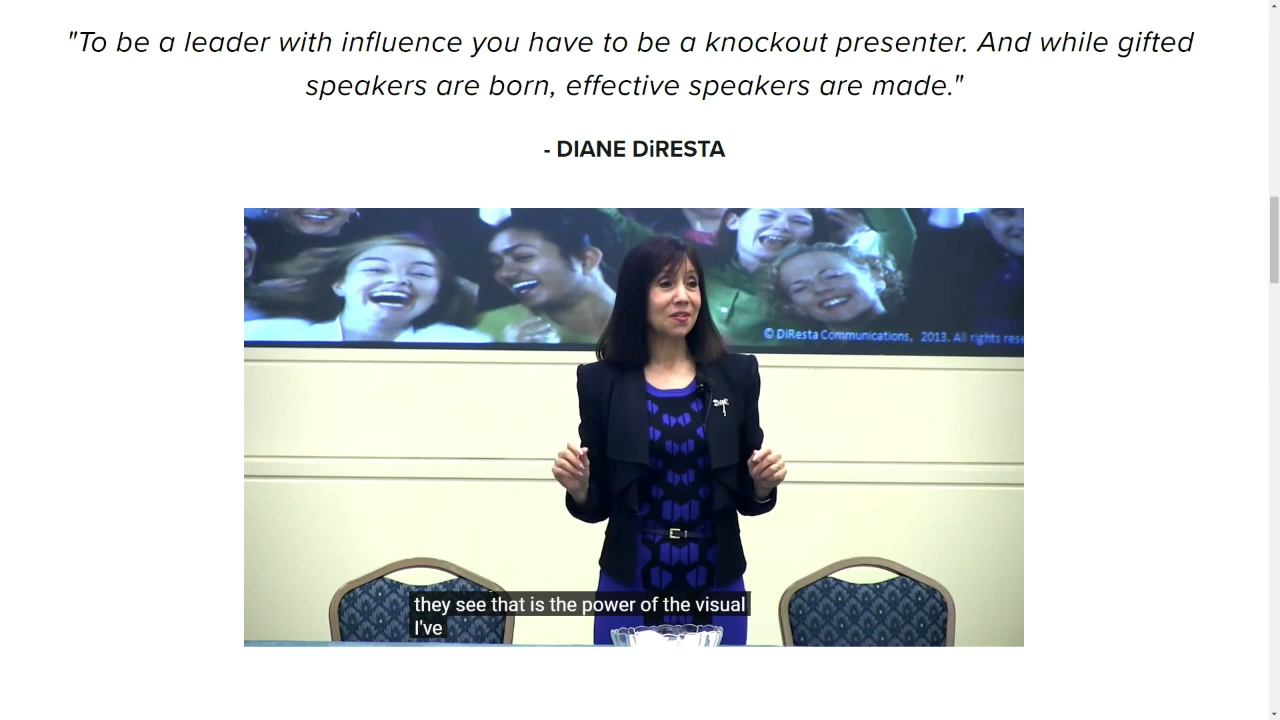 "To be a leader with influence you have to be a knockout presenter. And while gifted
speakers are born, effective speakers are made."
- DIANE DiRESTA
© DiResta Communications, 2013. All rights rese
they see that is the power of the visual
I've